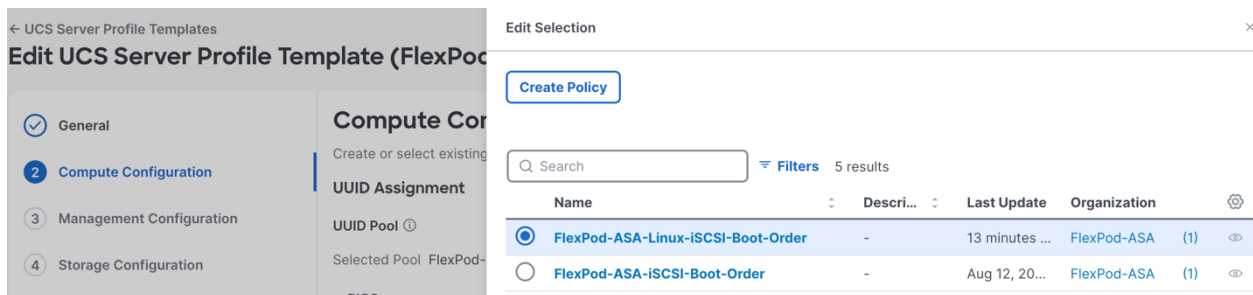 ← UCS Server Profile Templates
Edit UCS Server Profile Template (FlexPod
General
2 Compute Configuration
3 Management Configuration
4 Storage Configuration
Compute Con
Create or select existing
UUID Assignment
UUID Pool
Selected Pool FlexPod-
Edit Selection
Create Policy
Search
Filters 5 results
Name Descri... Last Update Organization
FlexPod-ASA-Linux-iSCSI-Boot-Order - 13 minutes ... FlexPod-ASA (1)
FlexPod-ASA-iSCSI-Boot-Order - Aug 12, 20... FlexPod-ASA (1)